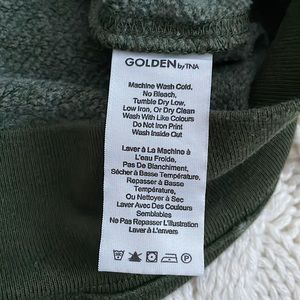 GOLDEN by TNA
Machine Wash Cold,
No Bleach,
Tumble Dry Low,
Low Iron, Or Dry Clean
Wash With Like Colours
Do Not Iron Print
Wash Inside Out
Laver À La Machine à
L'eau Froide,
Pas De Blanchiment,
Sécher à Basse Température,
Repasser à Basse
Température,
Ou Nettoyer à Sec
Laver Avec Des Couleurs
Semblables
Ne Pas Repasser L'Illustration
Laver à L'envers